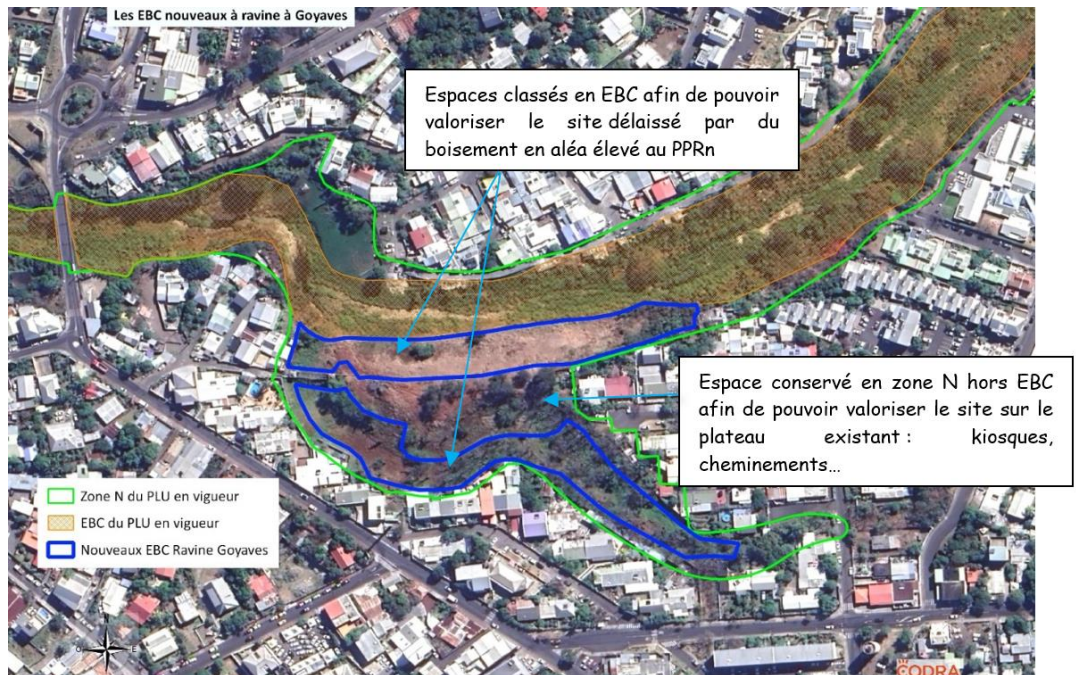 Les EBC nouveaux à ravine à Goyaves
Espaces classés en EBC afin de pouvoir
valoriser le site délaissé par du
boisement en aléa élevé au PPRn
Espace conservé en zone N hors EBC
afin de pouvoir valoriser le site sur le
plateau existant : kiosques,
cheminements…
Zone N du PLU en vigueur
EBC du PLU en vigueur
Nouveaux EBC Ravine Goyaves
N
O
E
CODRA